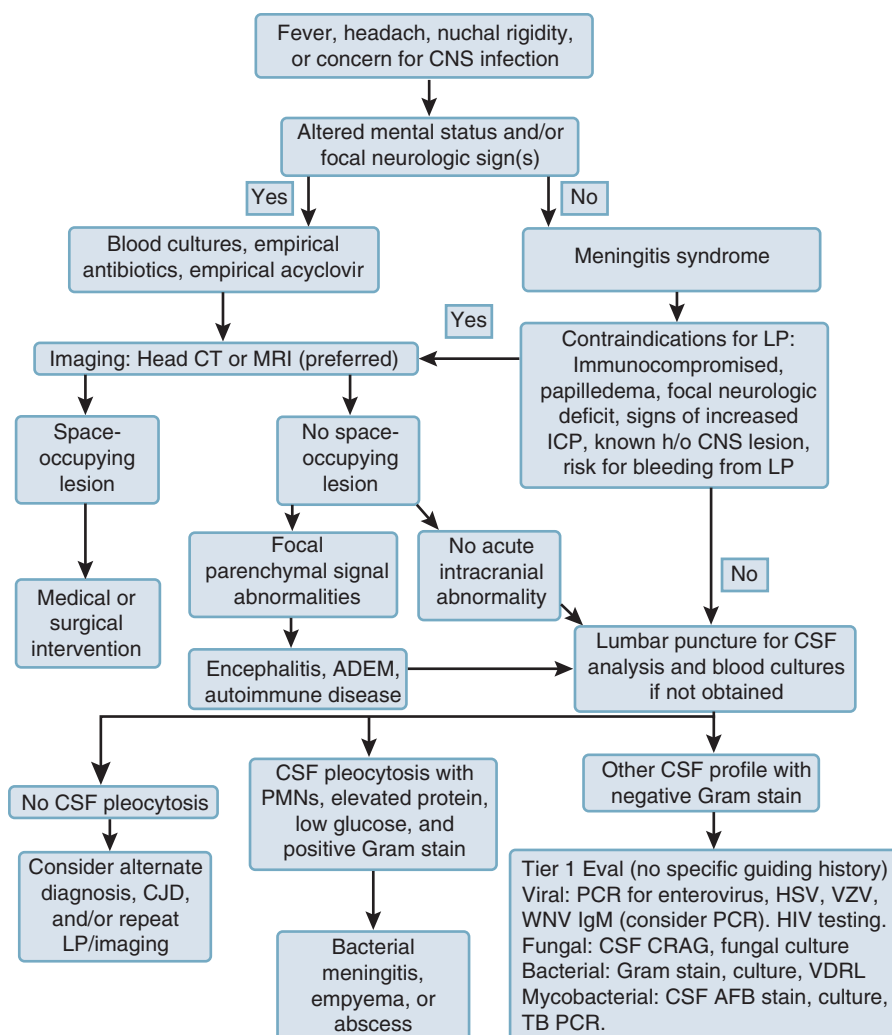 Fever, headach, nuchal rigidity,
or concern for CNS infection
Altered mental status and/or
focal neurologic sign(s)
Yes
No
Blood cultures, empirical
antibiotics, empirical acyclovir
Meningitis syndrome
Yes
Imaging: Head CT or MRI (preferred)
Contraindications for LP:
Immunocompromised,
papilledema, focal neurologic
deficit, signs of increased
ICP, known h/o CNS lesion,
risk for bleeding from LP
Space-
occupying
lesion
No space-
occupying
lesion
Focal
parenchymal signal
abnormalities
No acute
intracranial
abnormality
No
Medical or
surgical
intervention
Encephalitis, ADEM,
autoimmune disease
Lumbar puncture for CSF
analysis and blood cultures
if not obtained
No CSF pleocytosis
CSF pleocytosis with
PMNs, elevated protein,
low glucose, and
positive Gram stain
Other CSF profile with
negative Gram stain
Consider alternate
diagnosis, CJD,
and/or repeat
LP/imaging
Bacterial
meningitis,
empyema, or
abscess
Tier 1 Eval (no specific guiding history)
Viral: PCR for enterovirus, HSV, VZV,
WNV IgM (consider PCR). HIV testing.
Fungal: CSF CRAG, fungal culture
Bacterial: Gram stain, culture, VDRL
Mycobacterial: CSF AFB stain, culture,
TB PCR.